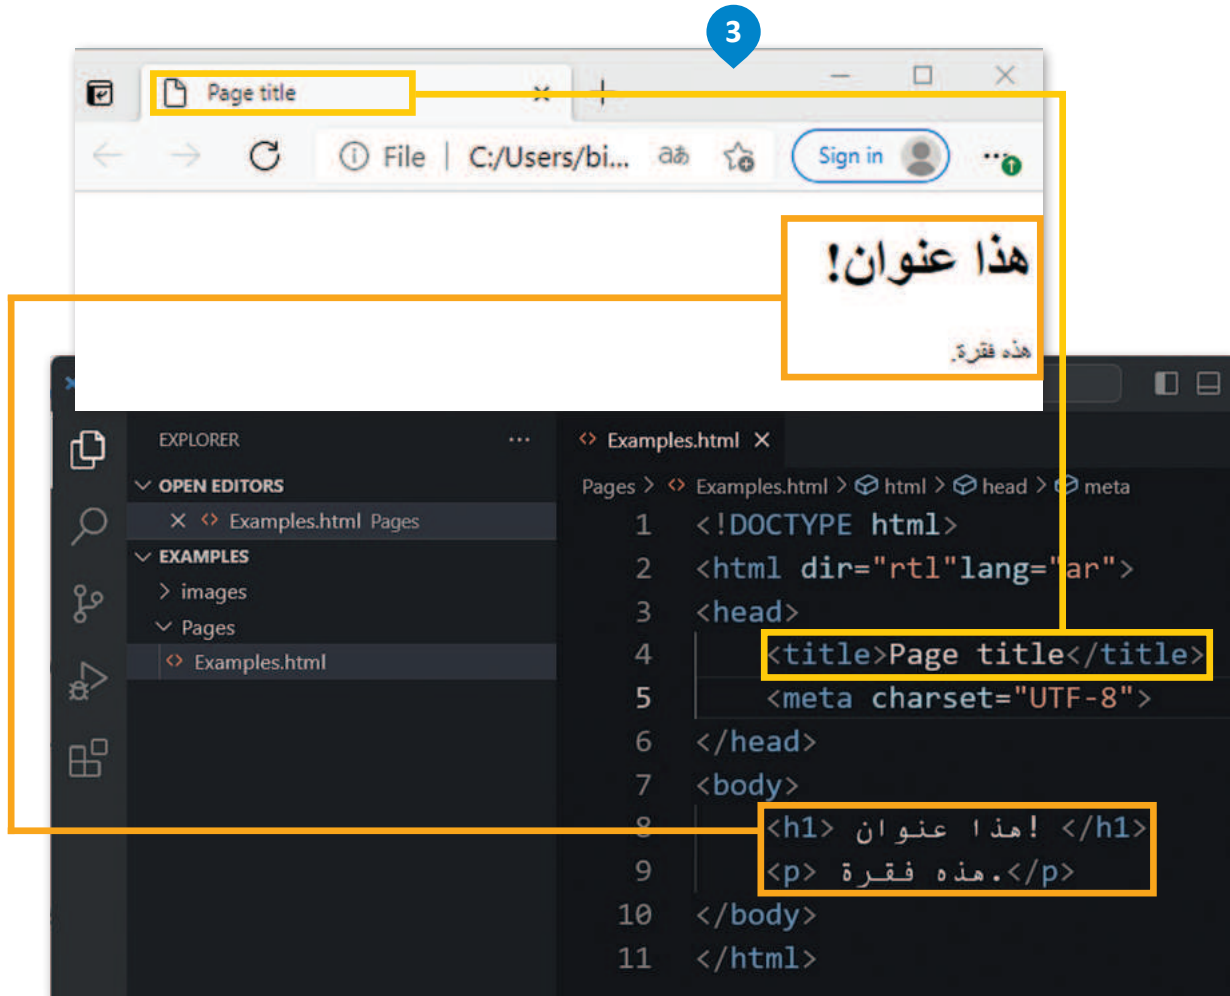 3
Page title
File | C:/Users/bi... aあ Sign in
هذا عنوان!
هذه فقرة.
EXPLORER ... Examples.html
OPEN EDITORS
Pages > Examples.html > html > head > meta
Examples.html Pages
EXAMPLES
images
Pages
Examples.html
1 <!DOCTYPE html>
2 <html dir="rtl"lang="ar">
3 <head>
4 <title>Page title</title>
5 <meta charset="UTF-8">
6 </head>
7 <body>
8 <h1> هذا عنوان! </h1>
9 <p> هذه فقرة.</p>
10 </body>
11 </html>